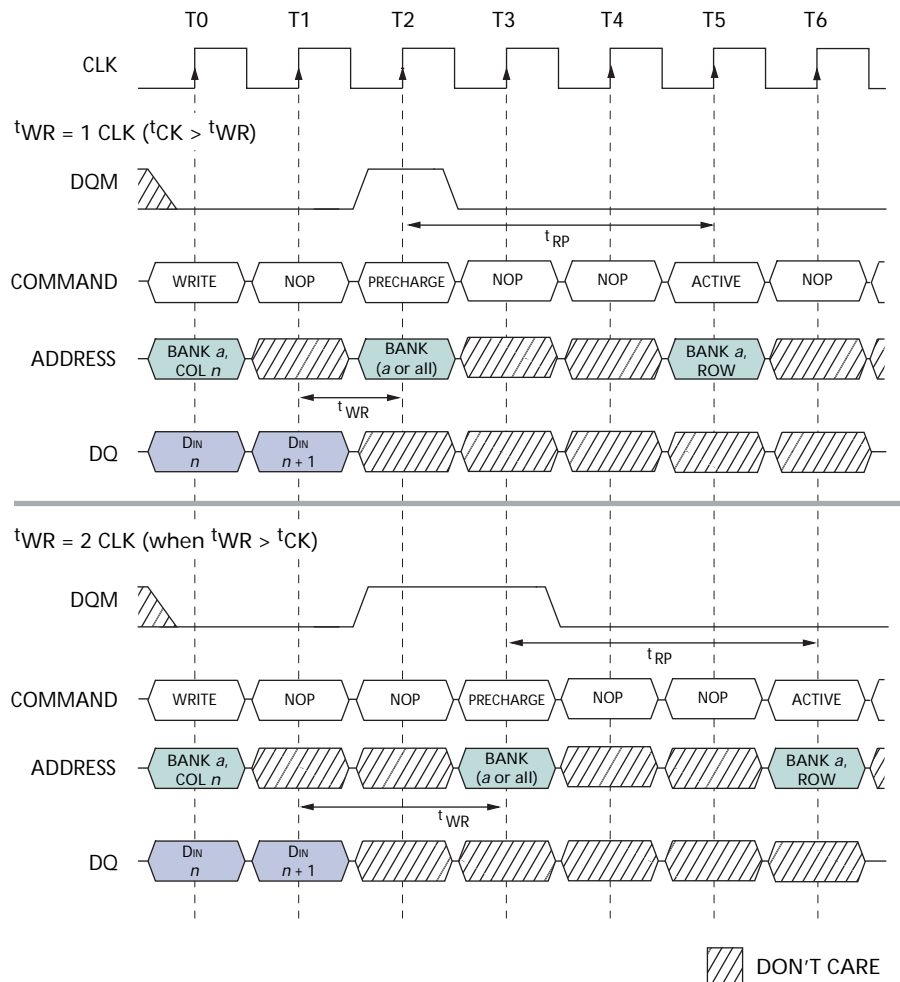 T0 T1 T2 T3 T4 T5 T6
CLK
tWR = 1 CLK (tCK > tWR)
DQM
tRP
COMMAND WRITE NOP PRECHARGE NOP NOP ACTIVE NOP
ADDRESS BANK a, COL n BANK (a or all) BANK a, ROW
tWR
DQ DIN n DIN n + 1
tWR = 2 CLK (when tWR > tCK)
DQM
tRP
COMMAND WRITE NOP NOP PRECHARGE NOP NOP ACTIVE
ADDRESS BANK a, COL n BANK (a or all) BANK a, ROW
tWR
DQ DIN n DIN n + 1
DON'T CARE